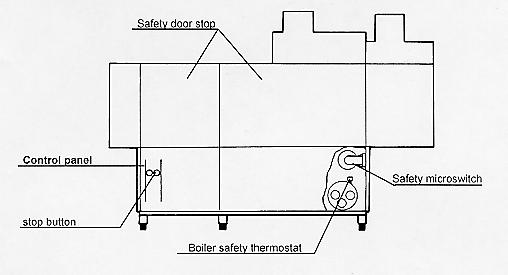 Safety door stop
Control panel
Safety microswitch
stop button
Boiler safety thermostat